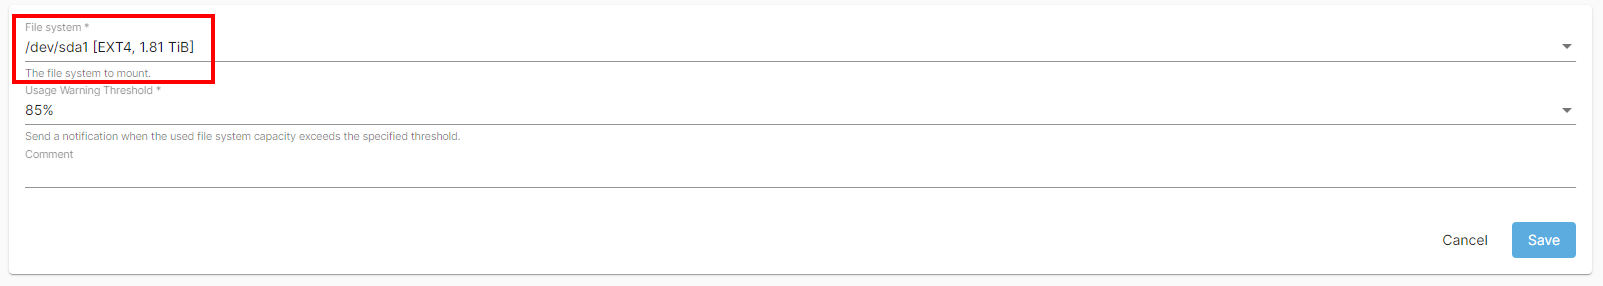 File system *
/dev/sda1 [EXT4, 1.81 TiB]
The file system to mount.
Usage Warning Threshold *
85%
Send a notification when the used file system capacity exceeds the specified threshold.
Comment
Cancel Save